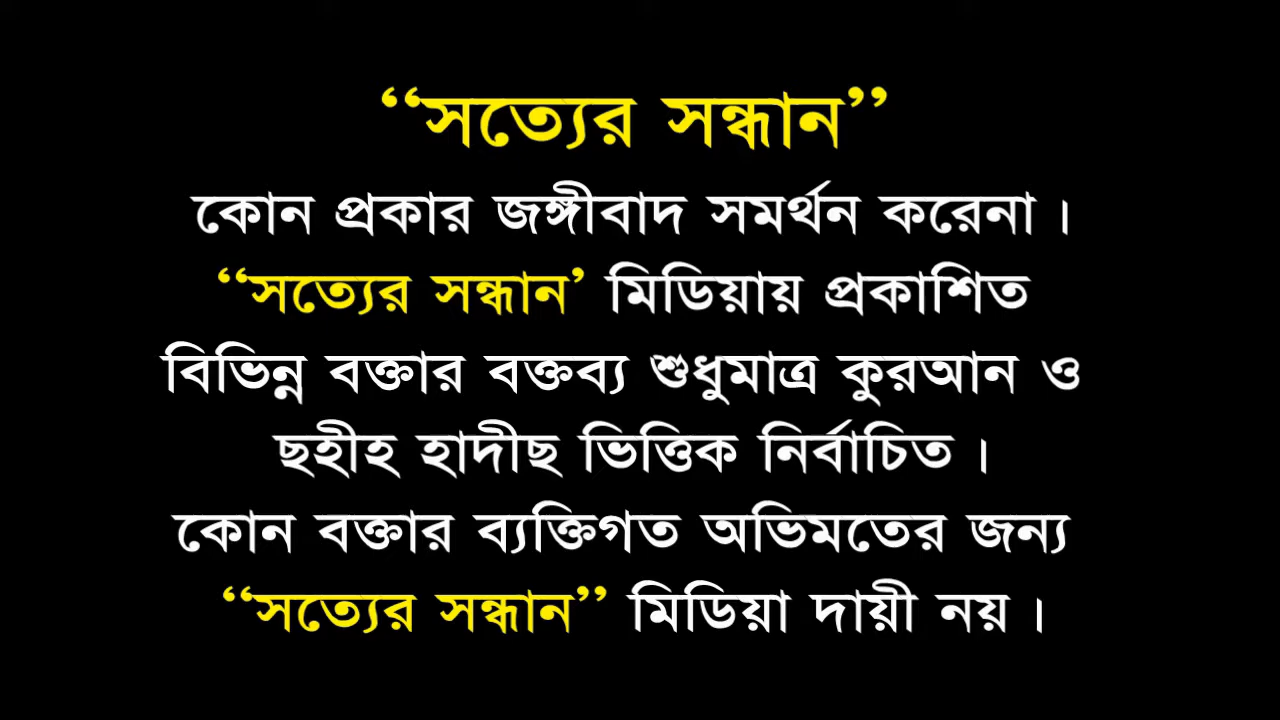 “সত্যের সন্ধান”
কোন প্রকার জঙ্গীবাদ সমর্থন করেনা।
“সত্যের সন্ধান’ মিডিয়ায় প্রকাশিত
বিভিন্ন বক্তার বক্তব্য শুধুমাত্র কুরআন ও
ছহীহ হাদীছ ভিত্তিক নির্বাচিত।
কোন বক্তার ব্যক্তিগত অভিমতের জন্য
“সত্যের সন্ধান” মিডিয়া দায়ী নয়।